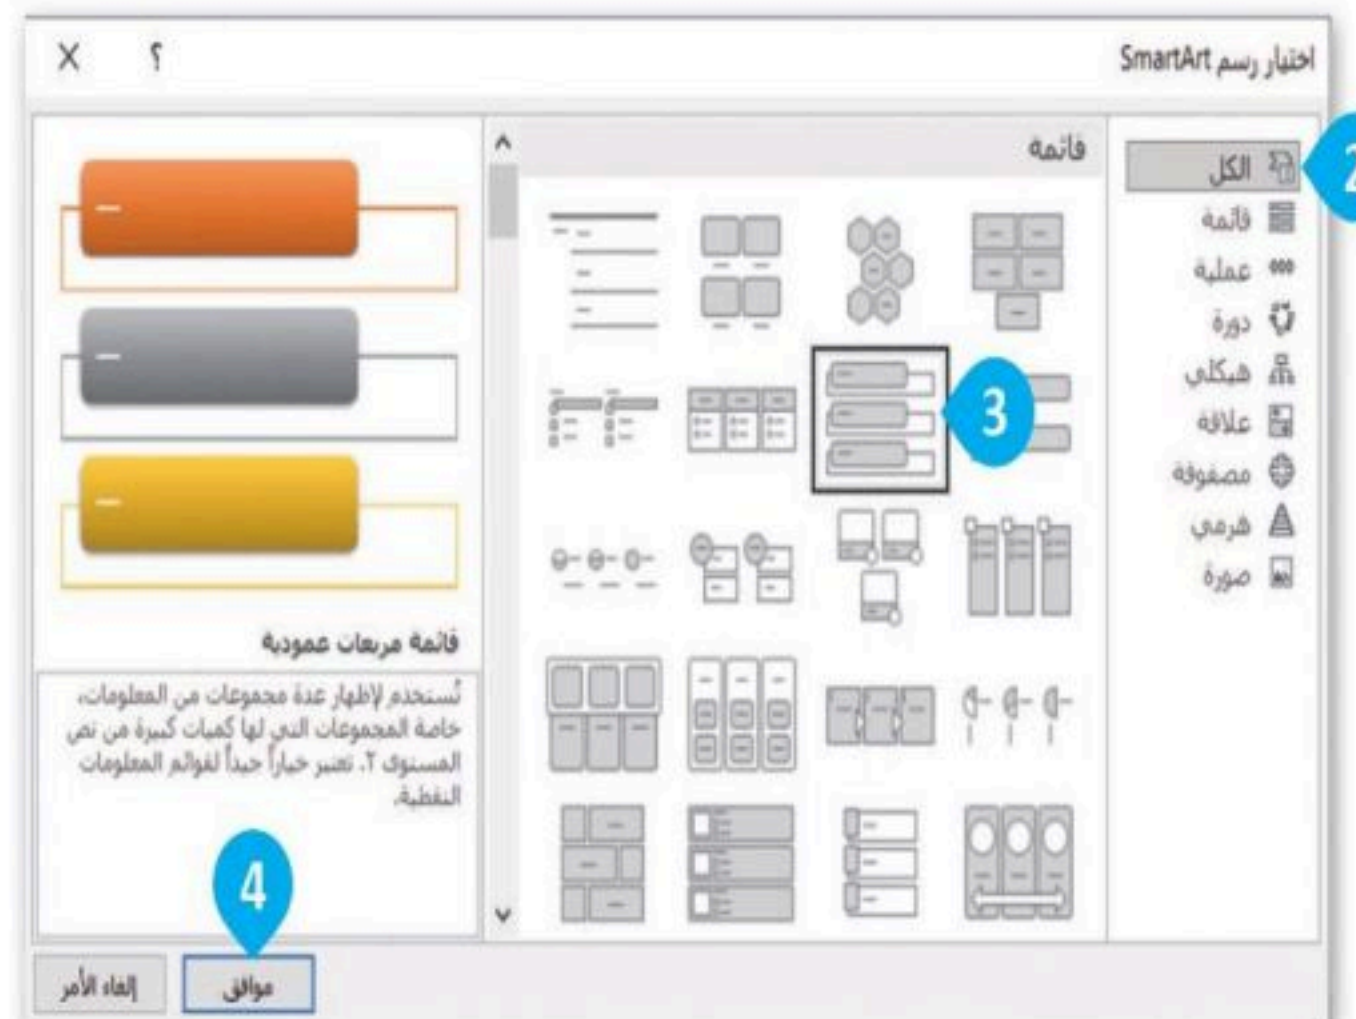 اختيار رسم SmartArt
؟
X
2
الكل
قائمة
عملية
دورة
هيكلي
علاقة
مصفوفة
هرمي
صورة
قائمة
3
قائمة مربعات عمودية
تُستخدم لإظهار عدة مجموعات من المعلومات،
خاصة المجموعات التي لها كميات كبيرة من نص
المستوى ٢. تعتبر خياراً جيداً لقوائم المعلومات
النقطية.
4
موافق
إلغاء الأمر